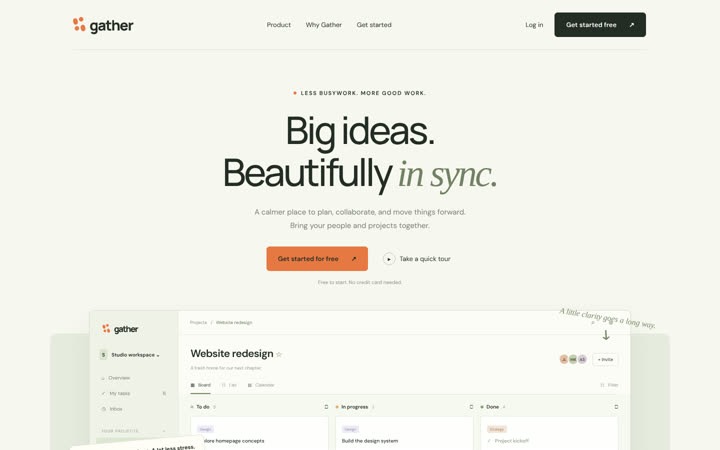 gather
Product Why Gather Get started
Log in
Get started free ↗
LESS BUSYWORK. MORE GOOD WORK.
Big ideas.
Beautifully in sync.
A calmer place to plan, collaborate, and move things forward.
Bring your people and projects together.
Get started for free ↗
Take a quick tour
Free to start. No credit card needed.
A little clarity goes a long way.
gather
Projects / Website redesign
S Studio workspace
Website redesign
A fresh home for our next chapter.
+ Invite
Overview
My tasks
Inbox
Board
List
Calendar
Filter
To do
In progress
Done
YOUR PROJECTS
Design
Design
Strategy
explore homepage concepts
Build the design system
Project kickoff
A lot less stress.